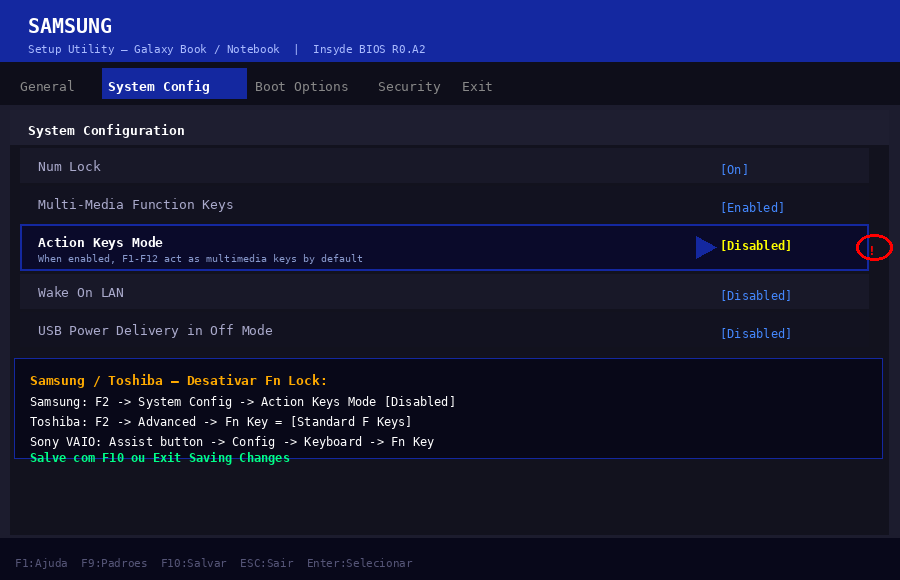 SAMSUNG
Setup Utility — Galaxy Book / Notebook | Insyde BIOS R0.A2
General System Config Boot Options Security Exit
System Configuration
Num Lock [On]
Multi-Media Function Keys [Enabled]
Action Keys Mode [Disabled] !
When enabled, F1-F12 act as multimedia keys by default
Wake On LAN [Disabled]
USB Power Delivery in Off Mode [Disabled]
Samsung / Toshiba — Desativar Fn Lock:
Samsung: F2 -> System Config -> Action Keys Mode [Disabled]
Toshiba: F2 -> Advanced -> Fn Key = [Standard F Keys]
Sony VAIO: Assist button -> Config -> Keyboard -> Fn Key
Salve com F10 ou Exit Saving Changes
F1:Ajuda F9:Padroes F10:Salvar ESC:Sair Enter:Selecionar